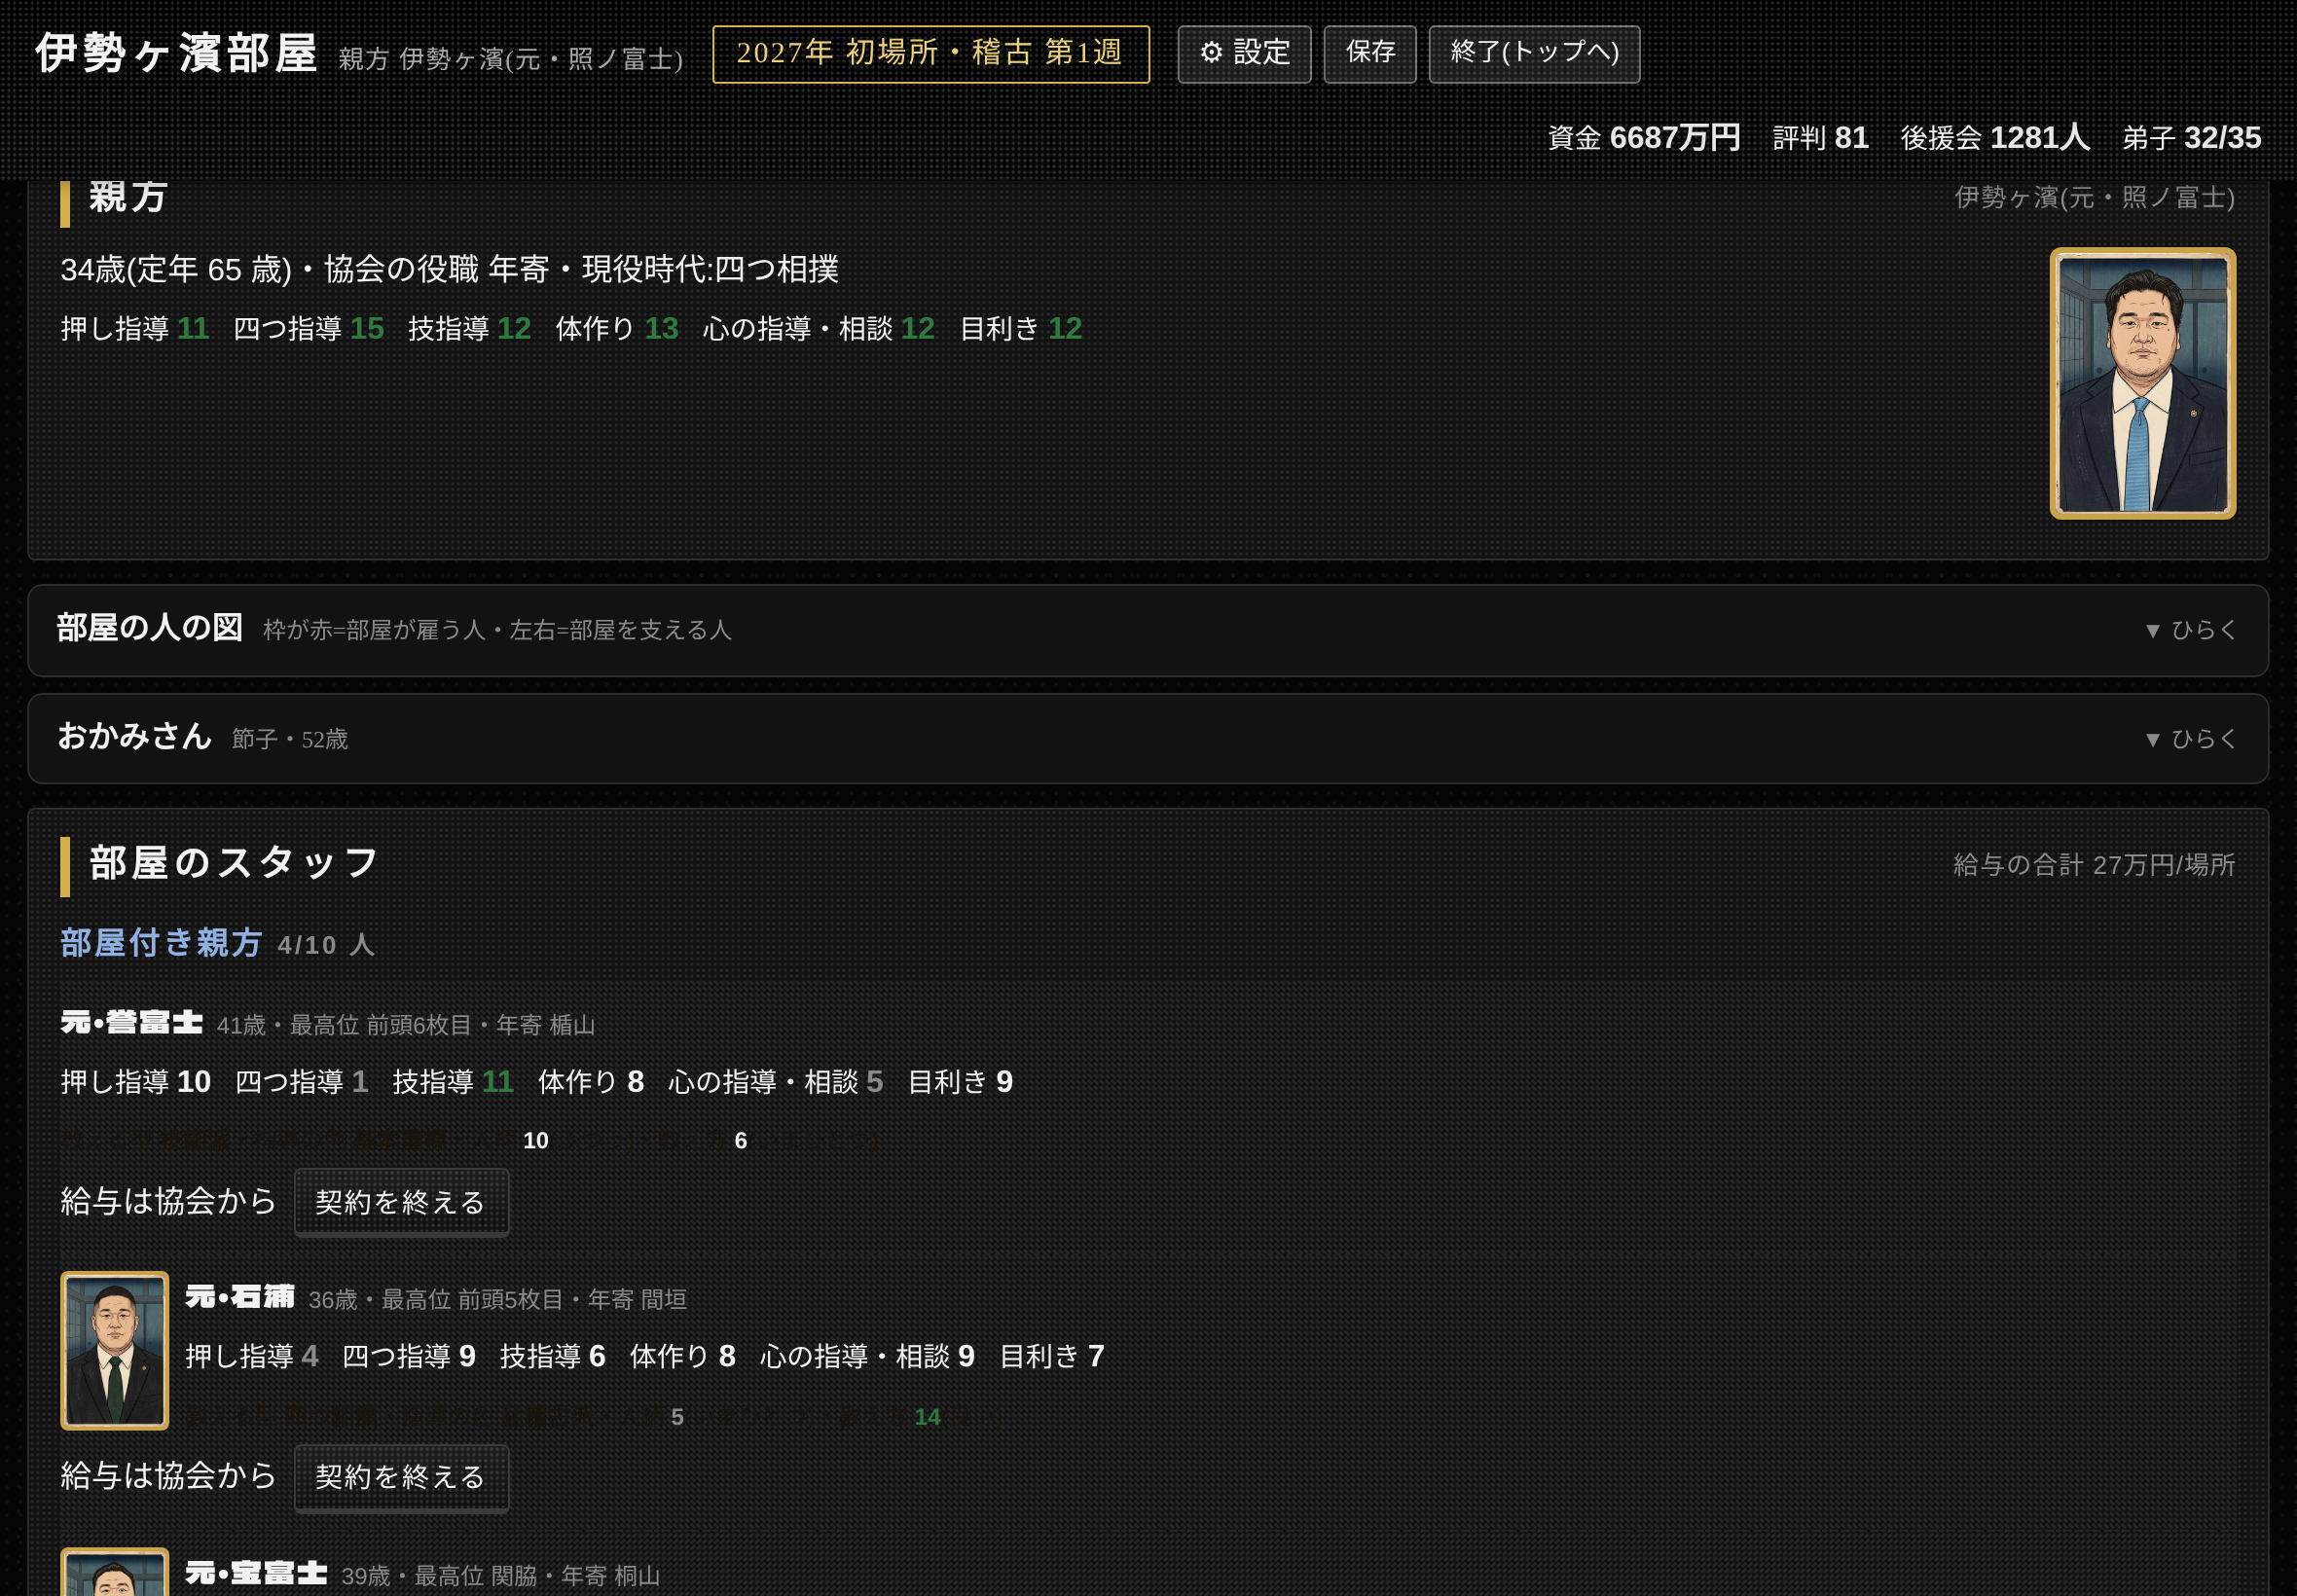 伊勢ヶ濱部屋 親方 伊勢ヶ濱(元・照ノ富士) 2027年 初場所・稽古 第1週 ⚙ 設定 保存 終了(トップへ)
資金 6687万円 評判 81 後援会 1281人 弟子 32/35
親方 伊勢ヶ濱(元・照ノ富士)
34歳(定年 65 歳)・協会の役職 年寄・現役時代:四つ相撲
押し指導 11 四つ指導 15 技指導 12 体作り 13 心の指導・相談 12 目利き 12
部屋の人の図 枠が赤=部屋が雇う人・左右=部屋を支える人 ▼ ひらく
おかみさん 節子・52歳 ▼ ひらく
部屋のスタッフ 給与の合計 27万円/場所
部屋付き親方 4/10 人
元・誉富士 41歳・最高位 前頭6枚目・年寄 楯山
押し指導 10 四つ指導 1 技指導 11 体作り 8 心の指導・相談 5 目利き 9
10 6
給与は協会から 契約を終える
元・石浦 36歳・最高位 前頭5枚目・年寄 間垣
押し指導 4 四つ指導 9 技指導 6 体作り 8 心の指導・相談 9 目利き 7
5 14
給与は協会から 契約を終える
元・宝富士 39歳・最高位 関脇・年寄 桐山